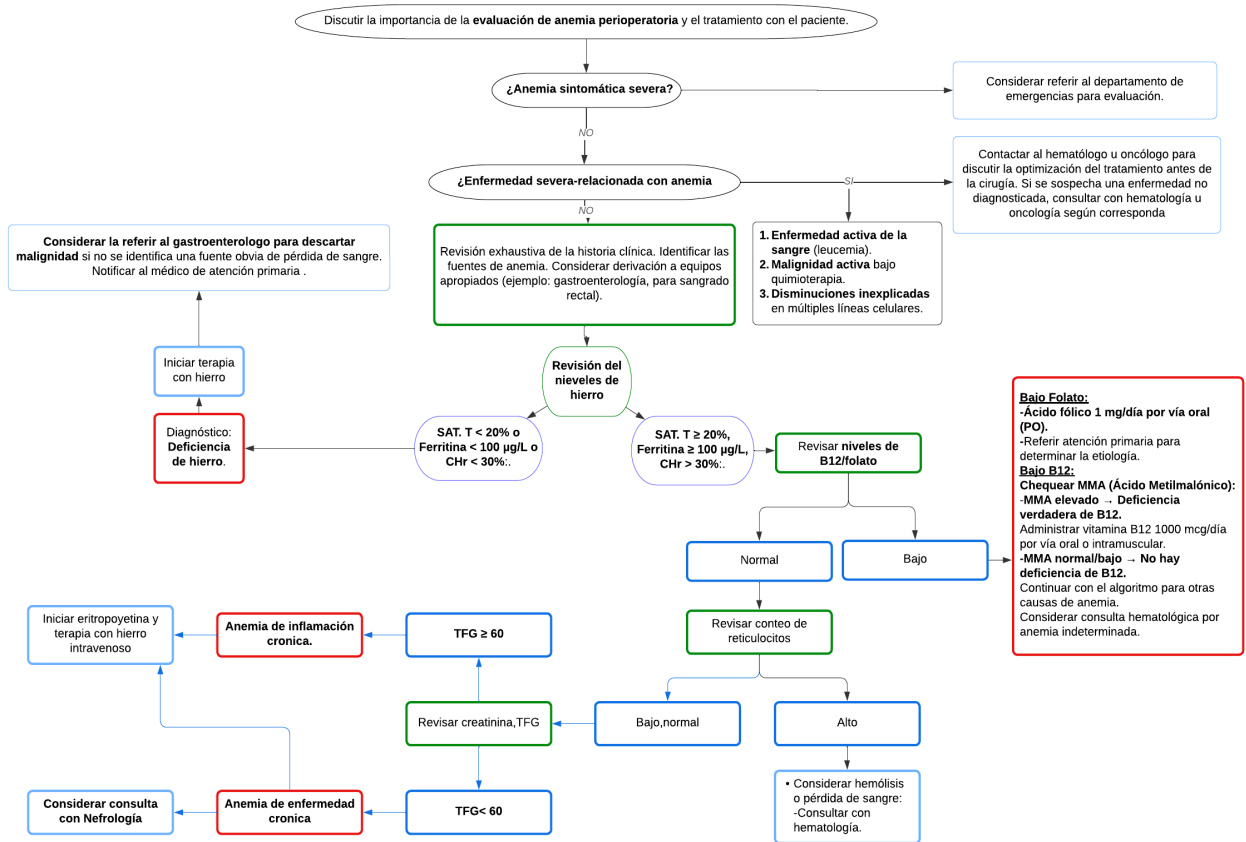 Discutir la importancia de la evaluación de anemia perioperatoria y el tratamiento con el paciente.
¿Anemia sintomática severa?
Considerar referir al departamento de
emergencias para evaluación.
NO
¿Enfermedad severa-relacionada con anemia
SI
Contactar al hematólogo u oncólogo para
discutir la optimización del tratamiento antes de
la cirugía. Si se sospecha una enfermedad no
diagnosticada, consultar con hematología u
oncología según corresponda
NO
1. Enfermedad activa de la
sangre (leucemia).
2. Malignidad activa bajo
quimioterapia.
3. Disminuciones inexplicadas
en múltiples líneas celulares.
Revisión exhaustiva de la historia clínica. Identificar las
fuentes de anemia. Considerar derivación a equipos
apropiados (ejemplo: gastroenterología, para sangrado
rectal).
Considerar la referir al gastroenterologo para descartar
malignidad si no se identifica una fuente obvia de pérdida de sangre.
Notificar al médico de atención primaria .
Iniciar terapia
con hierro
Revisión del
nieveles de
hierro
Diagnóstico:
Deficiencia
de hierro.
SAT. T < 20% o
Ferritina < 100 µg/L o
CHr < 30%:.
SAT. T ≥ 20%,
Ferritina ≥ 100 µg/L,
CHr > 30%:.
Revisar niveles de
B12/folato
Bajo Folato:
-Ácido fólico 1 mg/día por vía oral
(PO).
-Referir atención primaria para
determinar la etiología.
Bajo B12:
Chequear MMA (Ácido Metilmalónico):
-MMA elevado → Deficiencia
verdadera de B12.
Administrar vitamina B12 1000 mcg/día
por vía oral o intramuscular.
-MMA normal/bajo → No hay
deficiencia de B12.
Continuar con el algoritmo para otras
causas de anemia.
Considerar consulta hematológica por
anemia indeterminada.
Normal
Bajo
Revisar conteo de
reticulocitos
Iniciar eritropoyetina y
terapia con hierro
intravenoso
Anemia de inflamación
cronica.
TFG ≥ 60
Revisar creatinina,TFG
Bajo,normal
Alto
Considerar consulta
con Nefrología
Anemia de enfermedad
cronica
TFG< 60
• Considerar hemólisis
o pérdida de sangre:
-Consultar con
hematología.